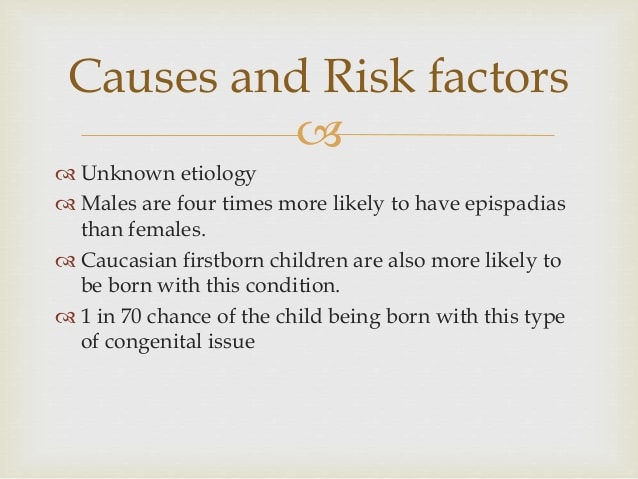 Causes and Risk factors
Unknown etiology
Males are four times more likely to have epispadias
than females.
Caucasian firstborn children are also more likely to
be born with this condition.
1 in 70 chance of the child being born with this type
of congenital issue